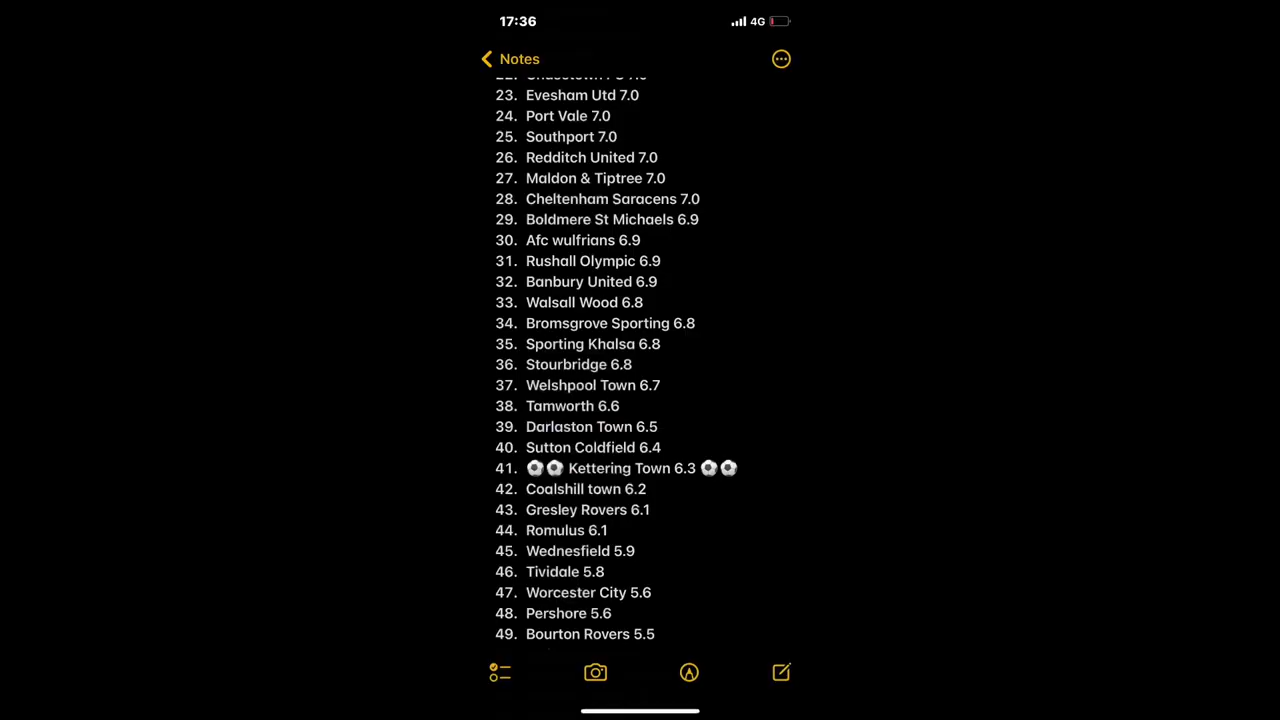 17:36
4G
Notes
23. Evesham Utd 7.0
24. Port Vale 7.0
25. Southport 7.0
26. Redditch United 7.0
27. Maldon & Tiptree 7.0
28. Cheltenham Saracens 7.0
29. Boldmere St Michaels 6.9
30. Afc wulfrians 6.9
31. Rushall Olympic 6.9
32. Banbury United 6.9
33. Walsall Wood 6.8
34. Bromsgrove Sporting 6.8
35. Sporting Khalsa 6.8
36. Stourbridge 6.8
37. Welshpool Town 6.7
38. Tamworth 6.6
39. Darlaston Town 6.5
40. Sutton Coldfield 6.4
41. ⚽⚽ Kettering Town 6.3 ⚽⚽
42. Coalshill town 6.2
43. Gresley Rovers 6.1
44. Romulus 6.1
45. Wednesfield 5.9
46. Tividale 5.8
47. Worcester City 5.6
48. Pershore 5.6
49. Bourton Rovers 5.5